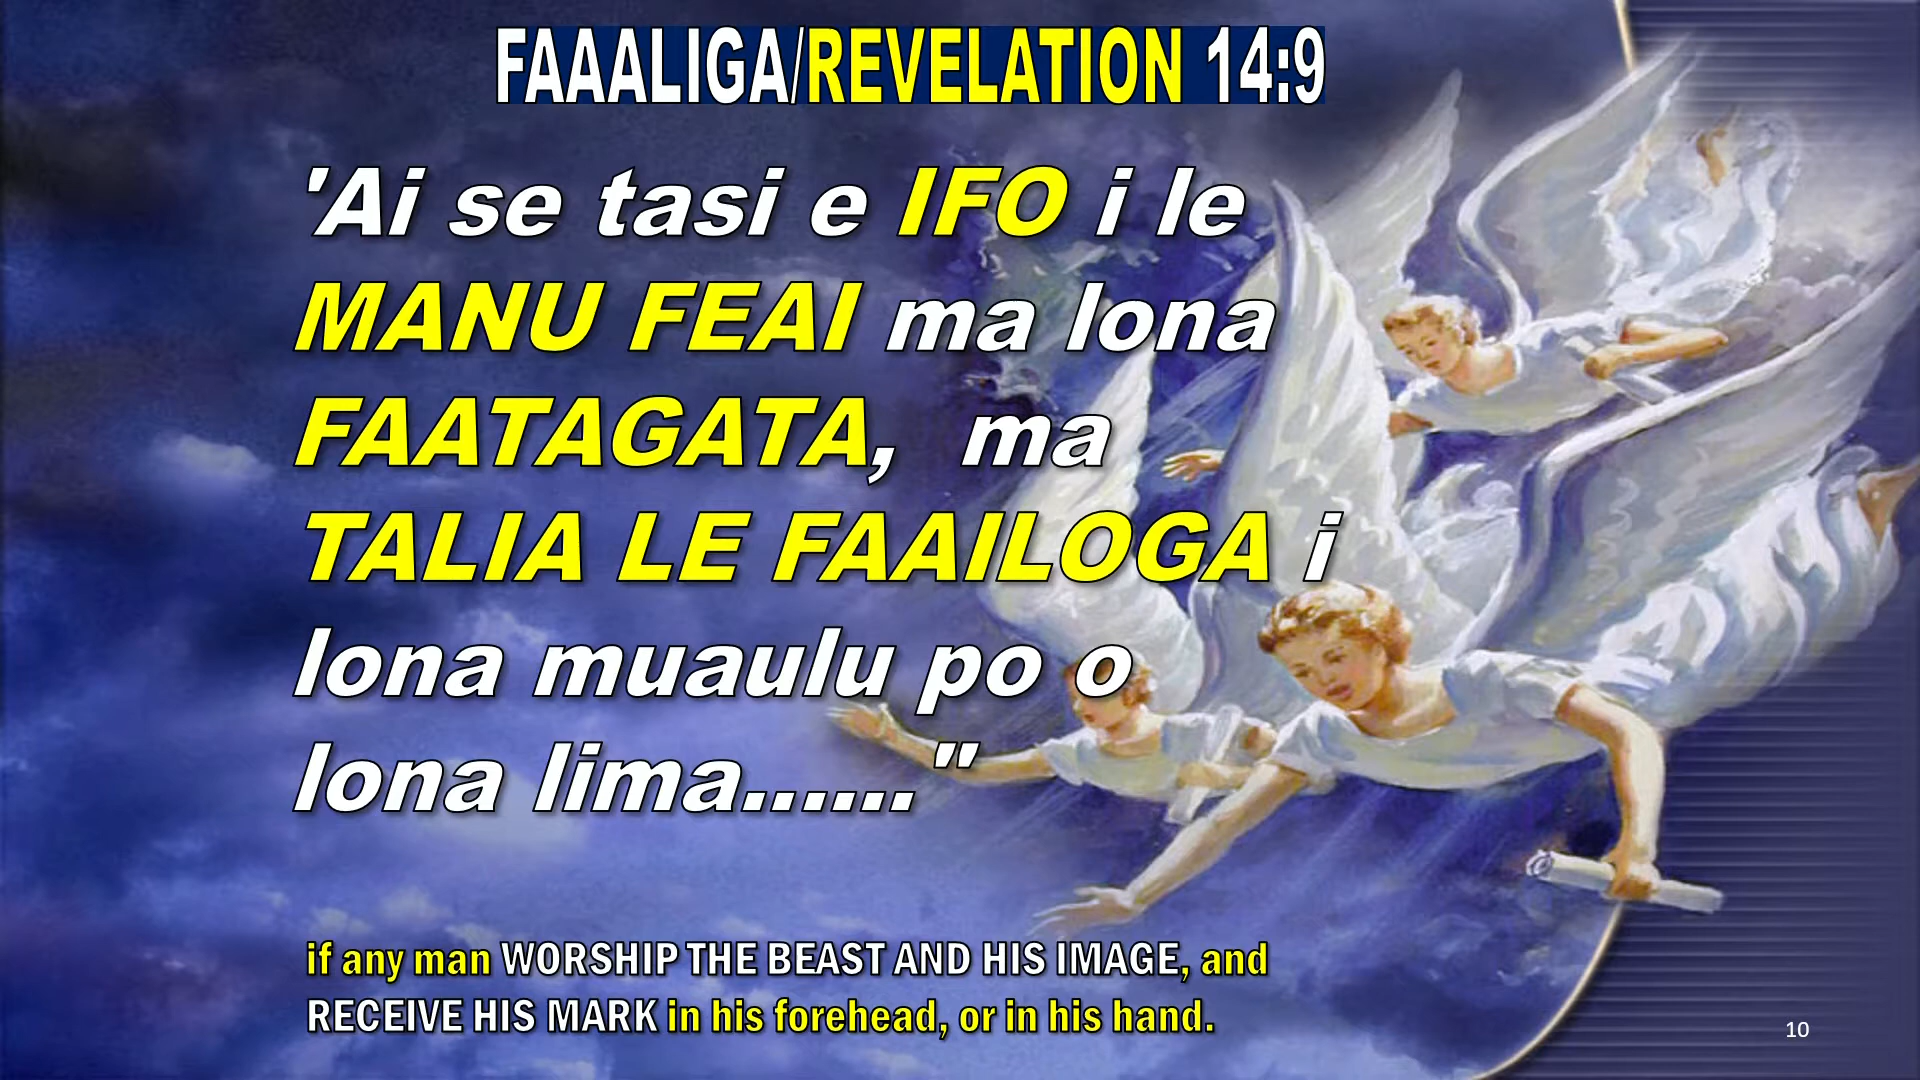 FAAALIGA/REVELATION 14:9
'Ai se tasi e IFO i le
MANU FEAI ma lona
FAATAGATA,  ma
TALIA LE FAAILOGA i
lona muaulu po o
lona lima......"
if any man WORSHIP THE BEAST AND HIS IMAGE, and
RECEIVE HIS MARK in his forehead, or in his hand.
10